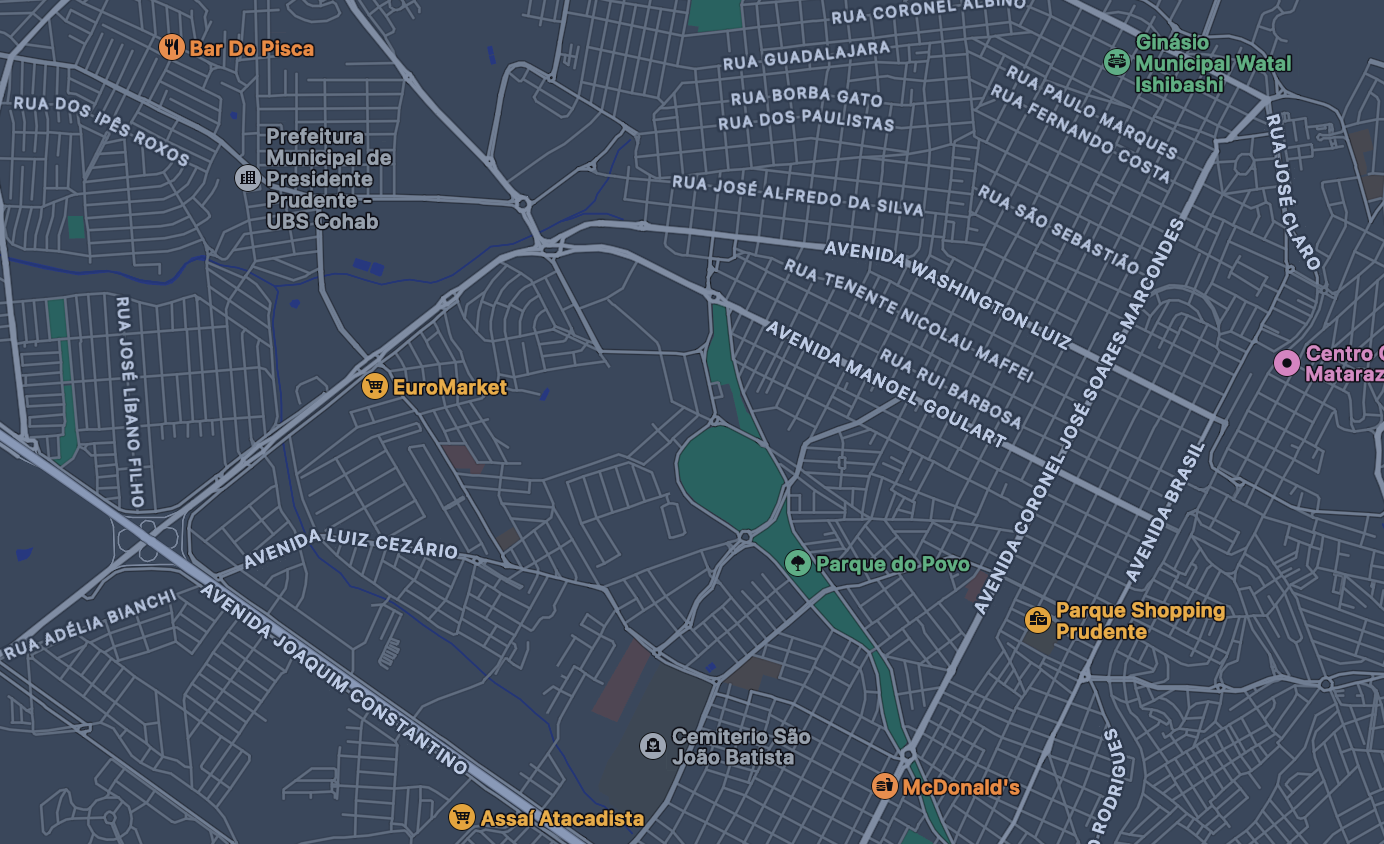 RUA CORONEL ALBINO
Bar Do Pisca
RUA GUADALAJARA
Ginásio
Municipal Watal
Ishibashi
RUA PAULO MARQUES
RUA FERNANDO COSTA
RUA BORBA GATO
RUA DOS PAULISTAS
RUA DOS IPÊS ROXOS
RUA JOSÉ CLARO
Prefeitura
Municipal de
Presidente
Prudente -
UBS Cohab
RUA JOSÉ ALFREDO DA SILVA
RUA SÃO SEBASTIÃO
AVENIDA WASHINGTON LUIZ
RUA TENENTE NICOLAU MAFFEI
AVENIDA MANOEL GOULART
RUA RUI BARBOSA
AVENIDA CORONEL JOSÉ SOARES MARCONDES
RUA JOSÉ LÍBANO FILHO
Centro
Mataraz
EuroMarket
AVENIDA BRASIL
AVENIDA LUIZ CEZÁRIO
Parque do Povo
RUA ADÉLIA BIANCHI
AVENIDA JOAQUIM CONSTANTINO
Parque Shopping
Prudente
Cemiterio São
João Batista
McDonald's
RODRIGUES
Assaí Atacadista